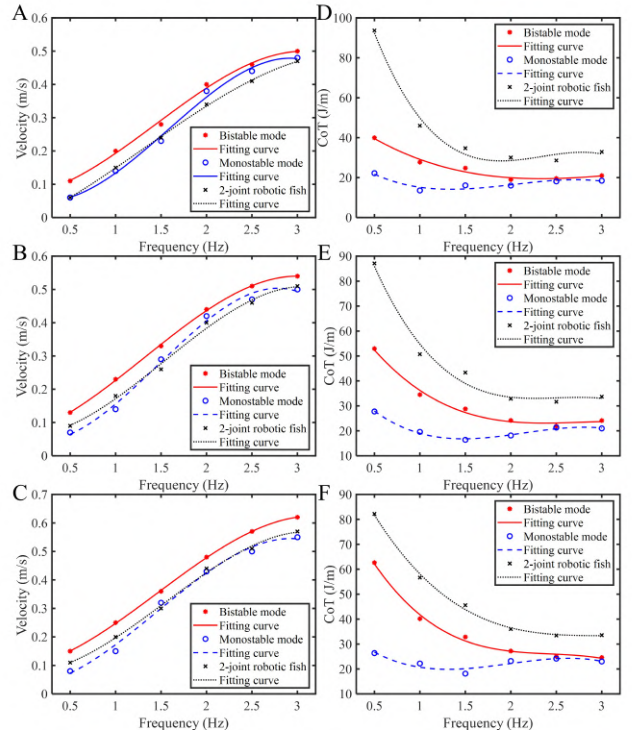 A
0.6
0.5
0.4
0.3
0.2
0.1
0
Velocity (m/s)
Bistable mode
Fitting curve
Monostable mode
Fitting curve
2-joint robotic fish
Fitting curve
0.5 1 1.5 2 2.5 3
Frequency (Hz)
D
100
80
60
40
20
0
CoT (J/m)
Bistable mode
Fitting curve
Monostable mode
Fitting curve
2-joint robotic fish
Fitting curve
0.5 1 1.5 2 2.5 3
Frequency (Hz)
B
0.6
0.5
0.4
0.3
0.2
0.1
0
Velocity (m/s)
Bistable mode
Fitting curve
Monostable mode
Fitting curve
2-joint robotic fish
Fitting curve
0.5 1 1.5 2 2.5 3
Frequency (Hz)
E
90
80
70
60
50
40
30
20
10
0
CoT (J/m)
Bistable mode
Fitting curve
Monostable mode
Fitting curve
2-joint robotic fish
Fitting curve
0.5 1 1.5 2 2.5 3
Frequency (Hz)
C
0.7
0.6
0.5
0.4
0.3
0.2
0.1
0
Velocity (m/s)
Bistable mode
Fitting curve
Monostable mode
Fitting curve
2-joint robotic fish
Fitting curve
0.5 1 1.5 2 2.5 3
Frequency (Hz)
F
90
80
70
60
50
40
30
20
10
CoT (J/m)
Bistable mode
Fitting curve
Monostable mode
Fitting curve
2-joint robotic fish
Fitting curve
0.5 1 1.5 2 2.5 3
Frequency (Hz)